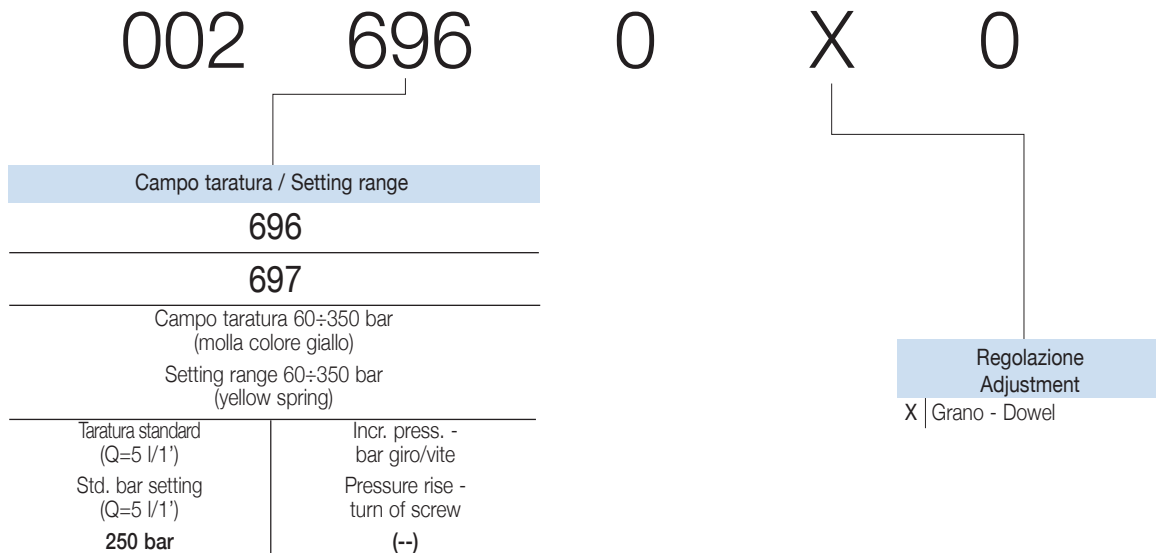 002 696 0 X 0
Campo taratura / Setting range
696
697
Campo taratura 60÷350 bar
(molla colore giallo)
Setting range 60÷350 bar
(yellow spring)
Taratura standard
(Q=5 l/1')
Std. bar setting
(Q=5 l/1')
250 bar
Incr. press. -
bar giro/vite
Pressure rise -
turn of screw
(--)
Regolazione
Adjustment
X Grano - Dowel